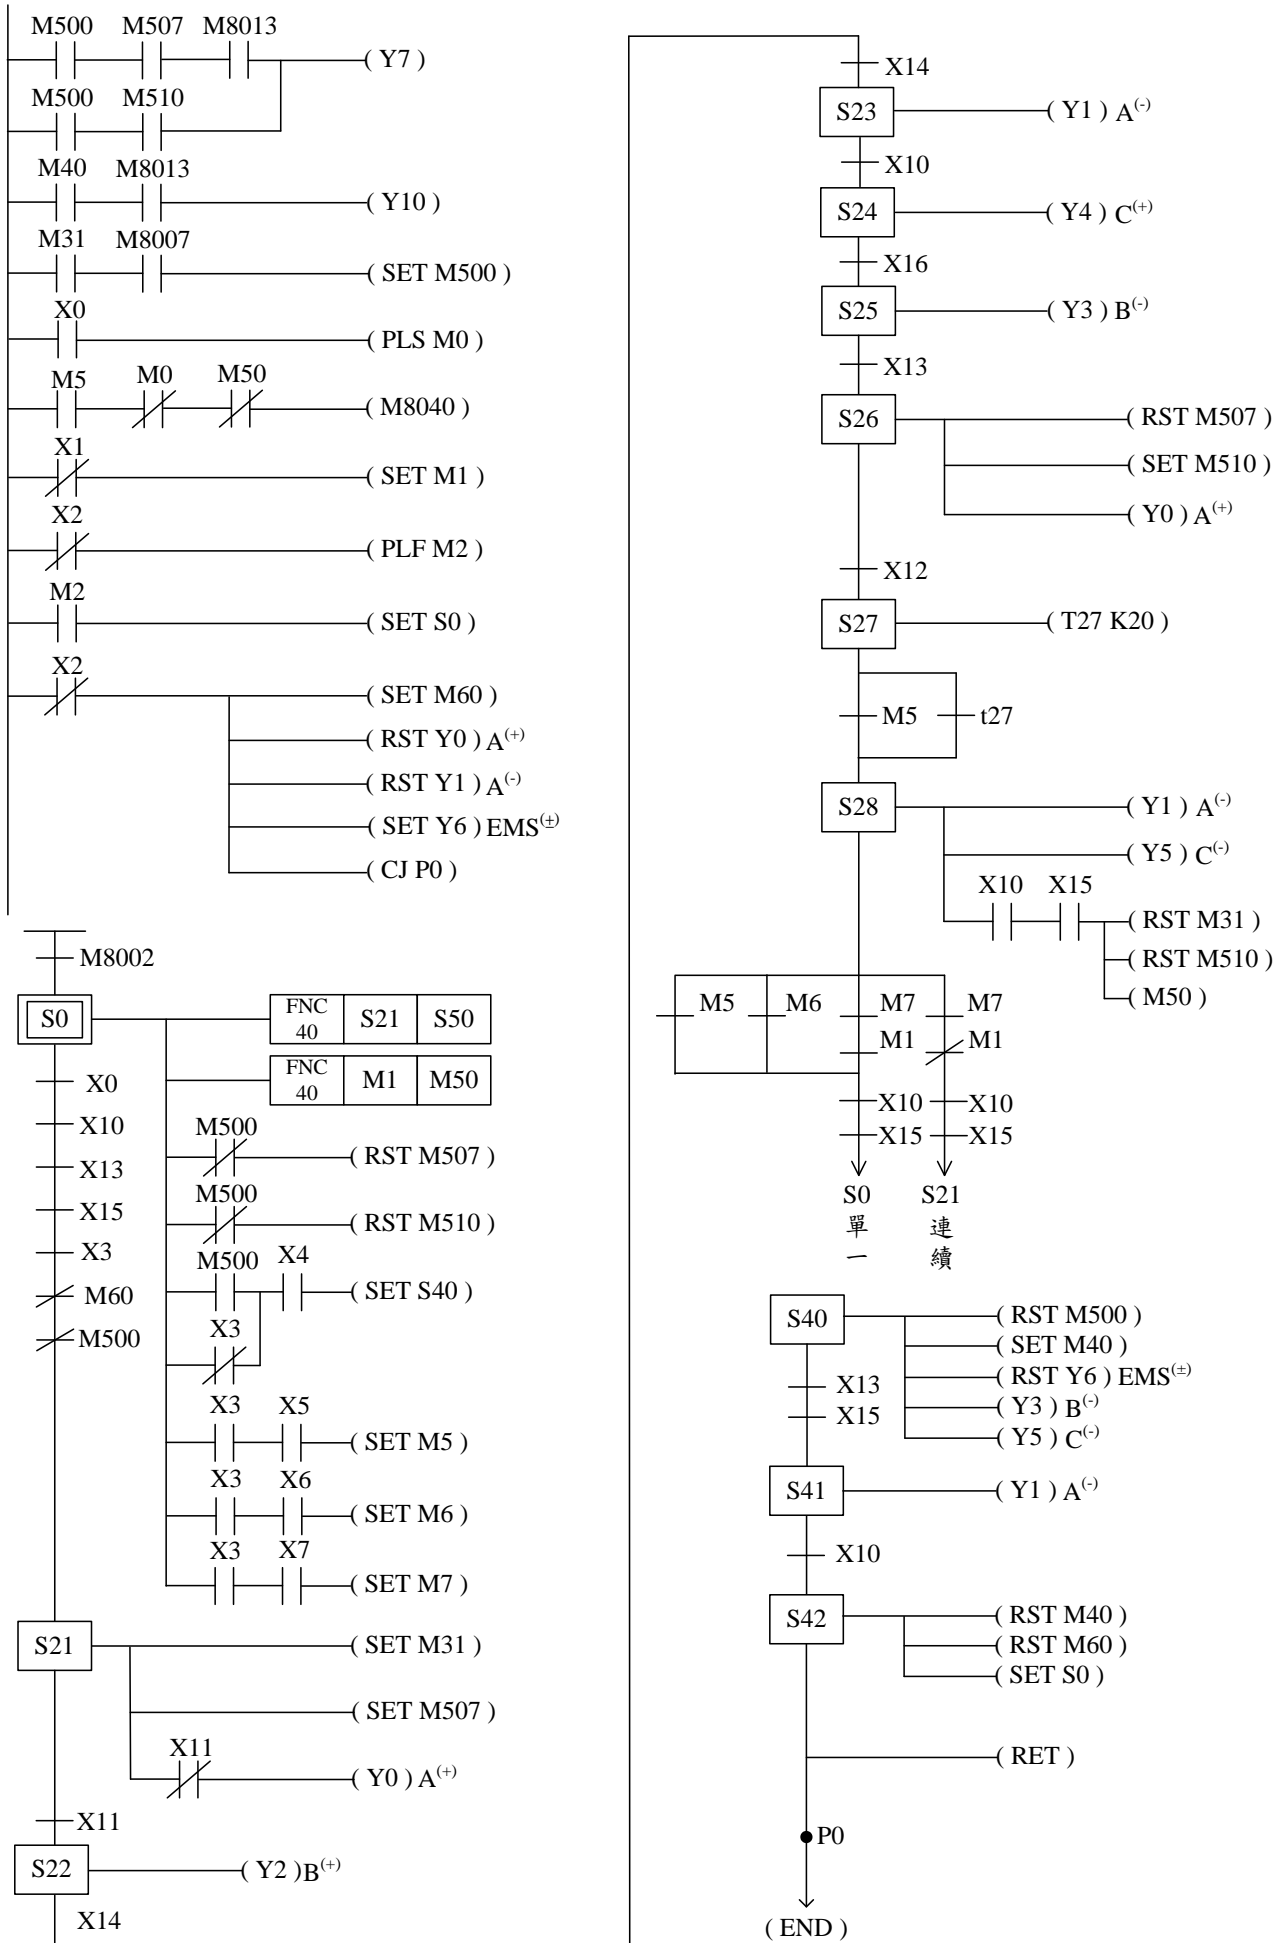 M500 M507 M8013
( Y7 )
M500 M510
M40 M8013
( Y10 )
M31 M8007
( SET M500 )
X0
( PLS M0 )
M5 M0 M50
( M8040 )
X1
( SET M1 )
X2
( PLF M2 )
M2
( SET S0 )
X2
( SET M60 )
( RST Y0 ) A(+)
( RST Y1 ) A(-)
( SET Y6 ) EMS(±)
( CJ P0 )
M8002
S0
FNC 40 S21 S50
FNC 40 M1 M50
X0
X10
X13
X15
X3
M60
M500
M500
( RST M507 )
M500
( RST M510 )
M500 X4
( SET S40 )
X3
X3 X5
( SET M5 )
X3 X6
( SET M6 )
X3 X7
( SET M7 )
S21
( SET M31 )
( SET M507 )
X11
( Y0 ) A(+)
X11
S22
( Y2 )B(+)
X14
X14
S23
( Y1 ) A(-)
X10
S24
( Y4 ) C(+)
X16
S25
( Y3 ) B(-)
X13
S26
( RST M507 )
( SET M510 )
( Y0 ) A(+)
X12
S27
( T27 K20 )
M5 t27
S28
( Y1 ) A(-)
( Y5 ) C(-)
X10 X15
( RST M31 )
( RST M510 )
( M50 )
M5 M6 M7 M7
M1 M1
X10 X10
X15 X15
S0 S21
單一 連續
S40
( RST M500 )
( SET M40 )
( RST Y6 ) EMS(±)
( Y3 ) B(-)
( Y5 ) C(-)
X13
X15
S41
( Y1 ) A(-)
X10
S42
( RST M40 )
( RST M60 )
( SET S0 )
( RET )
P0
( END )